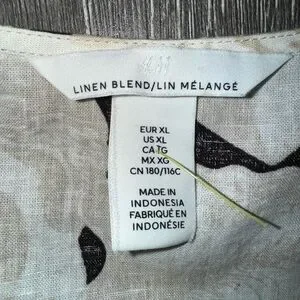 H&M
LINEN BLEND/LIN MÉLANGÉ
EUR XL
US XL
CA TG
MX XG
CN 180/116C
MADE IN
INDONESIA
FABRIQUÉ EN
INDONÉSIE